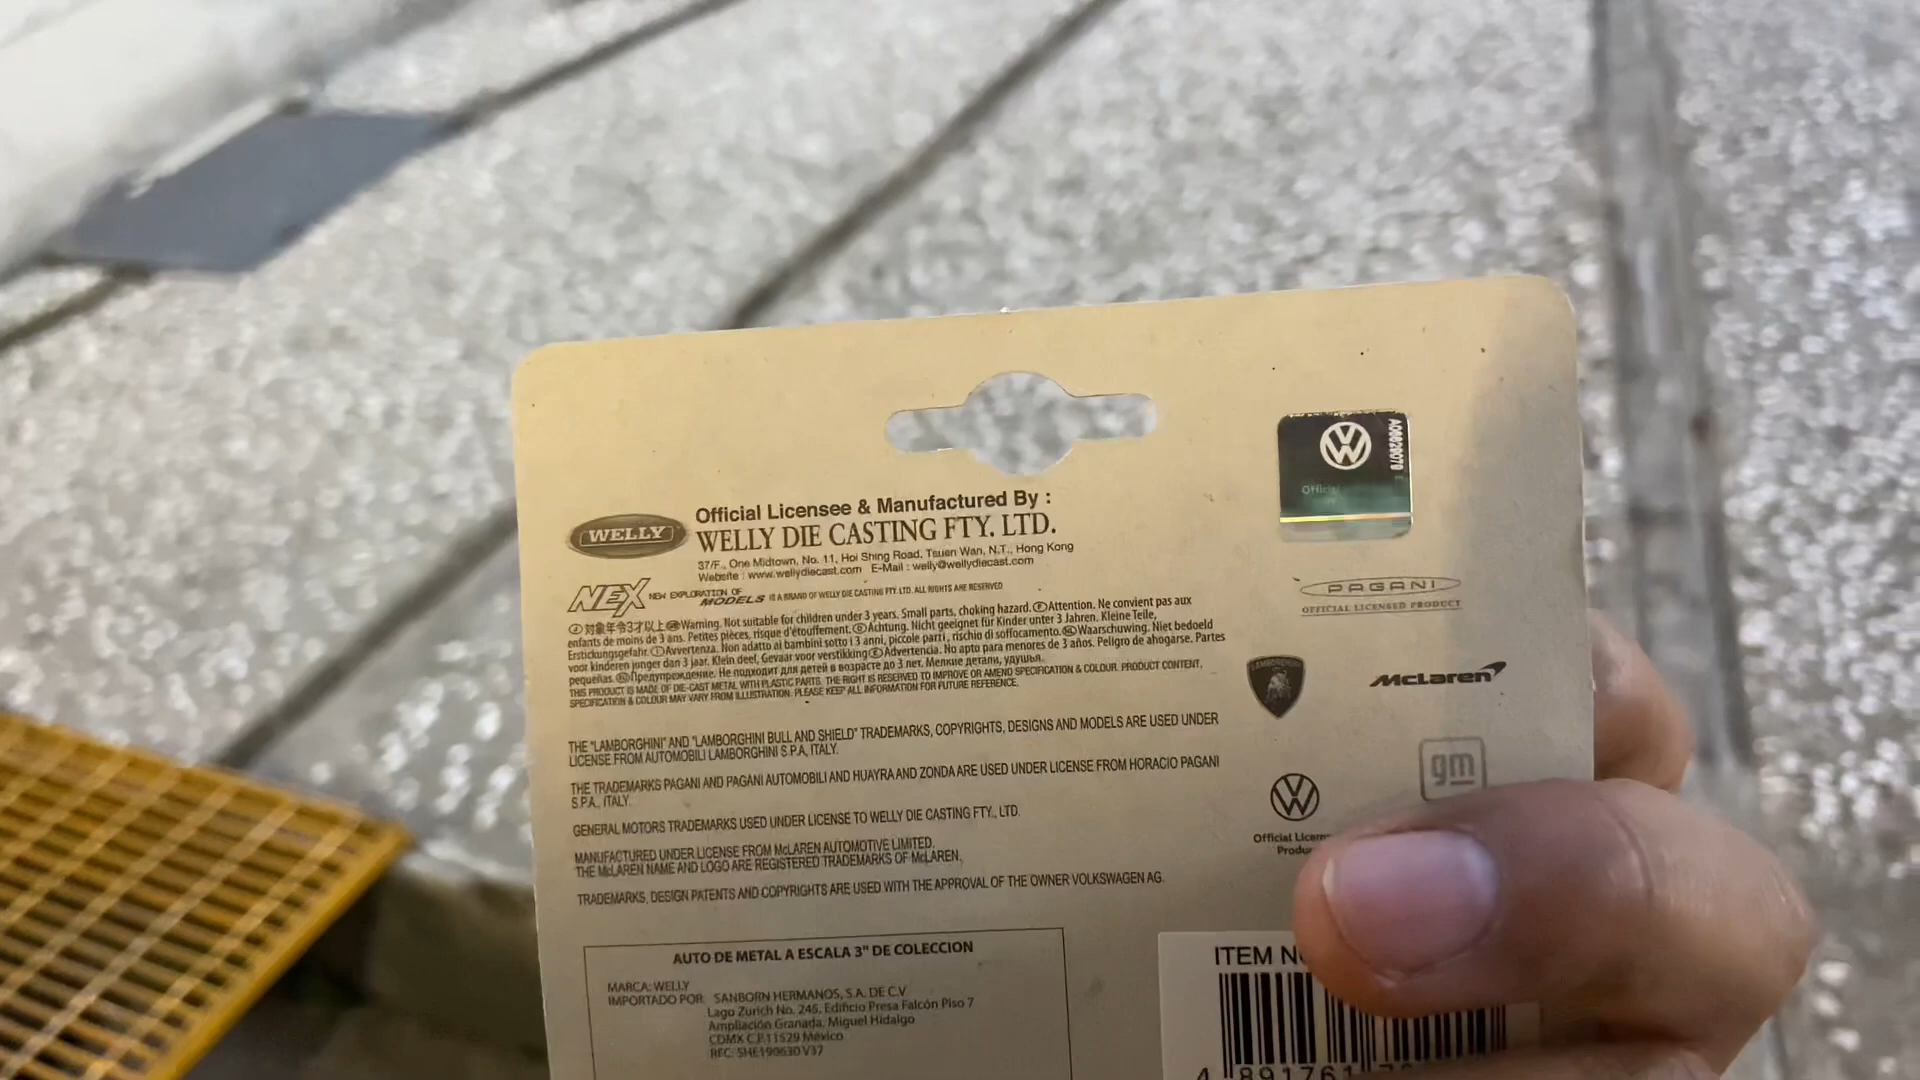 WELLY
Official Licensee & Manufactured By :
WELLY DIE CASTING FTY. LTD.
37/F., One Midtown, No. 11, Hoi Shing Road, Tsuen Wan, N.T., Hong Kong
Website : www.wellydiecast.com E-Mail : welly@wellydiecast.com
NEX NEW EXPLORATION OF MODELS IS A BRAND OF WELLY DIE CASTING FTY. LTD. ALL RIGHTS ARE RESERVED
対象年令3才以上 Warning. Not suitable for children under 3 years. Small parts, choking hazard. Ⓕ Attention. Ne convient pas aux
enfants de moins de 3 ans. Petites pièces, risque d'étouffement. Ⓓ Achtung. Nicht geeignet für Kinder unter 3 Jahren. Kleine Teile,
Erstickungsgefahr. Ⓘ Avvertenza. Non adatto ai bambini sotto i 3 anni, piccole parti, rischio di soffocamento. Waarschuwing. Niet bedoeld
voor kinderen jonger dan 3 jaar. Klein deel, Gevaar voor verstikking Ⓔ Advertencia. No apto para menores de 3 años. Peligro de ahogarse. Partes
pequeñas. Предупреждение. Не подходит для детей в возрасте до 3 лет. Мелкие детали, удушья.
THIS PRODUCT IS MADE OF DIE-CAST METAL WITH PLASTIC PARTS. THE RIGHT IS RESERVED TO IMPROVE OR AMEND SPECIFICATION & COLOUR. PRODUCT CONTENT,
SPECIFICATION & COLOUR MAY VARY FROM ILLUSTRATION. PLEASE KEEP ALL INFORMATION FOR FUTURE REFERENCE.
THE "LAMBORGHINI" AND "LAMBORGHINI BULL AND SHIELD" TRADEMARKS, COPYRIGHTS, DESIGNS AND MODELS ARE USED UNDER
LICENSE FROM AUTOMOBILI LAMBORGHINI S.P.A, ITALY.
THE TRADEMARKS PAGANI AND PAGANI AUTOMOBILI AND HUAYRA AND ZONDA ARE USED UNDER LICENSE FROM HORACIO PAGANI
S.P.A., ITALY.
GENERAL MOTORS TRADEMARKS USED UNDER LICENSE TO WELLY DIE CASTING FTY., LTD.
MANUFACTURED UNDER LICENSE FROM McLAREN AUTOMOTIVE LIMITED.
THE McLAREN NAME AND LOGO ARE REGISTERED TRADEMARKS OF McLAREN.
TRADEMARKS, DESIGN PATENTS AND COPYRIGHTS ARE USED WITH THE APPROVAL OF THE OWNER VOLKSWAGEN AG.
AUTO DE METAL A ESCALA 3" DE COLECCION
MARCA: WELLY
IMPORTADO POR: SANBORN HERMANOS, S.A. DE C.V
Lago Zurich No. 245, Edificio Presa Falcón Piso 7
Ampliación Granada, Miguel Hidalgo
CDMX C.P.11529 México
RFC: SHE190630V37
Official
PAGANI
OFFICIAL LICENSED PRODUCT
LAMBORGHINI
McLaren
gm
Official
ITEM
4 891761